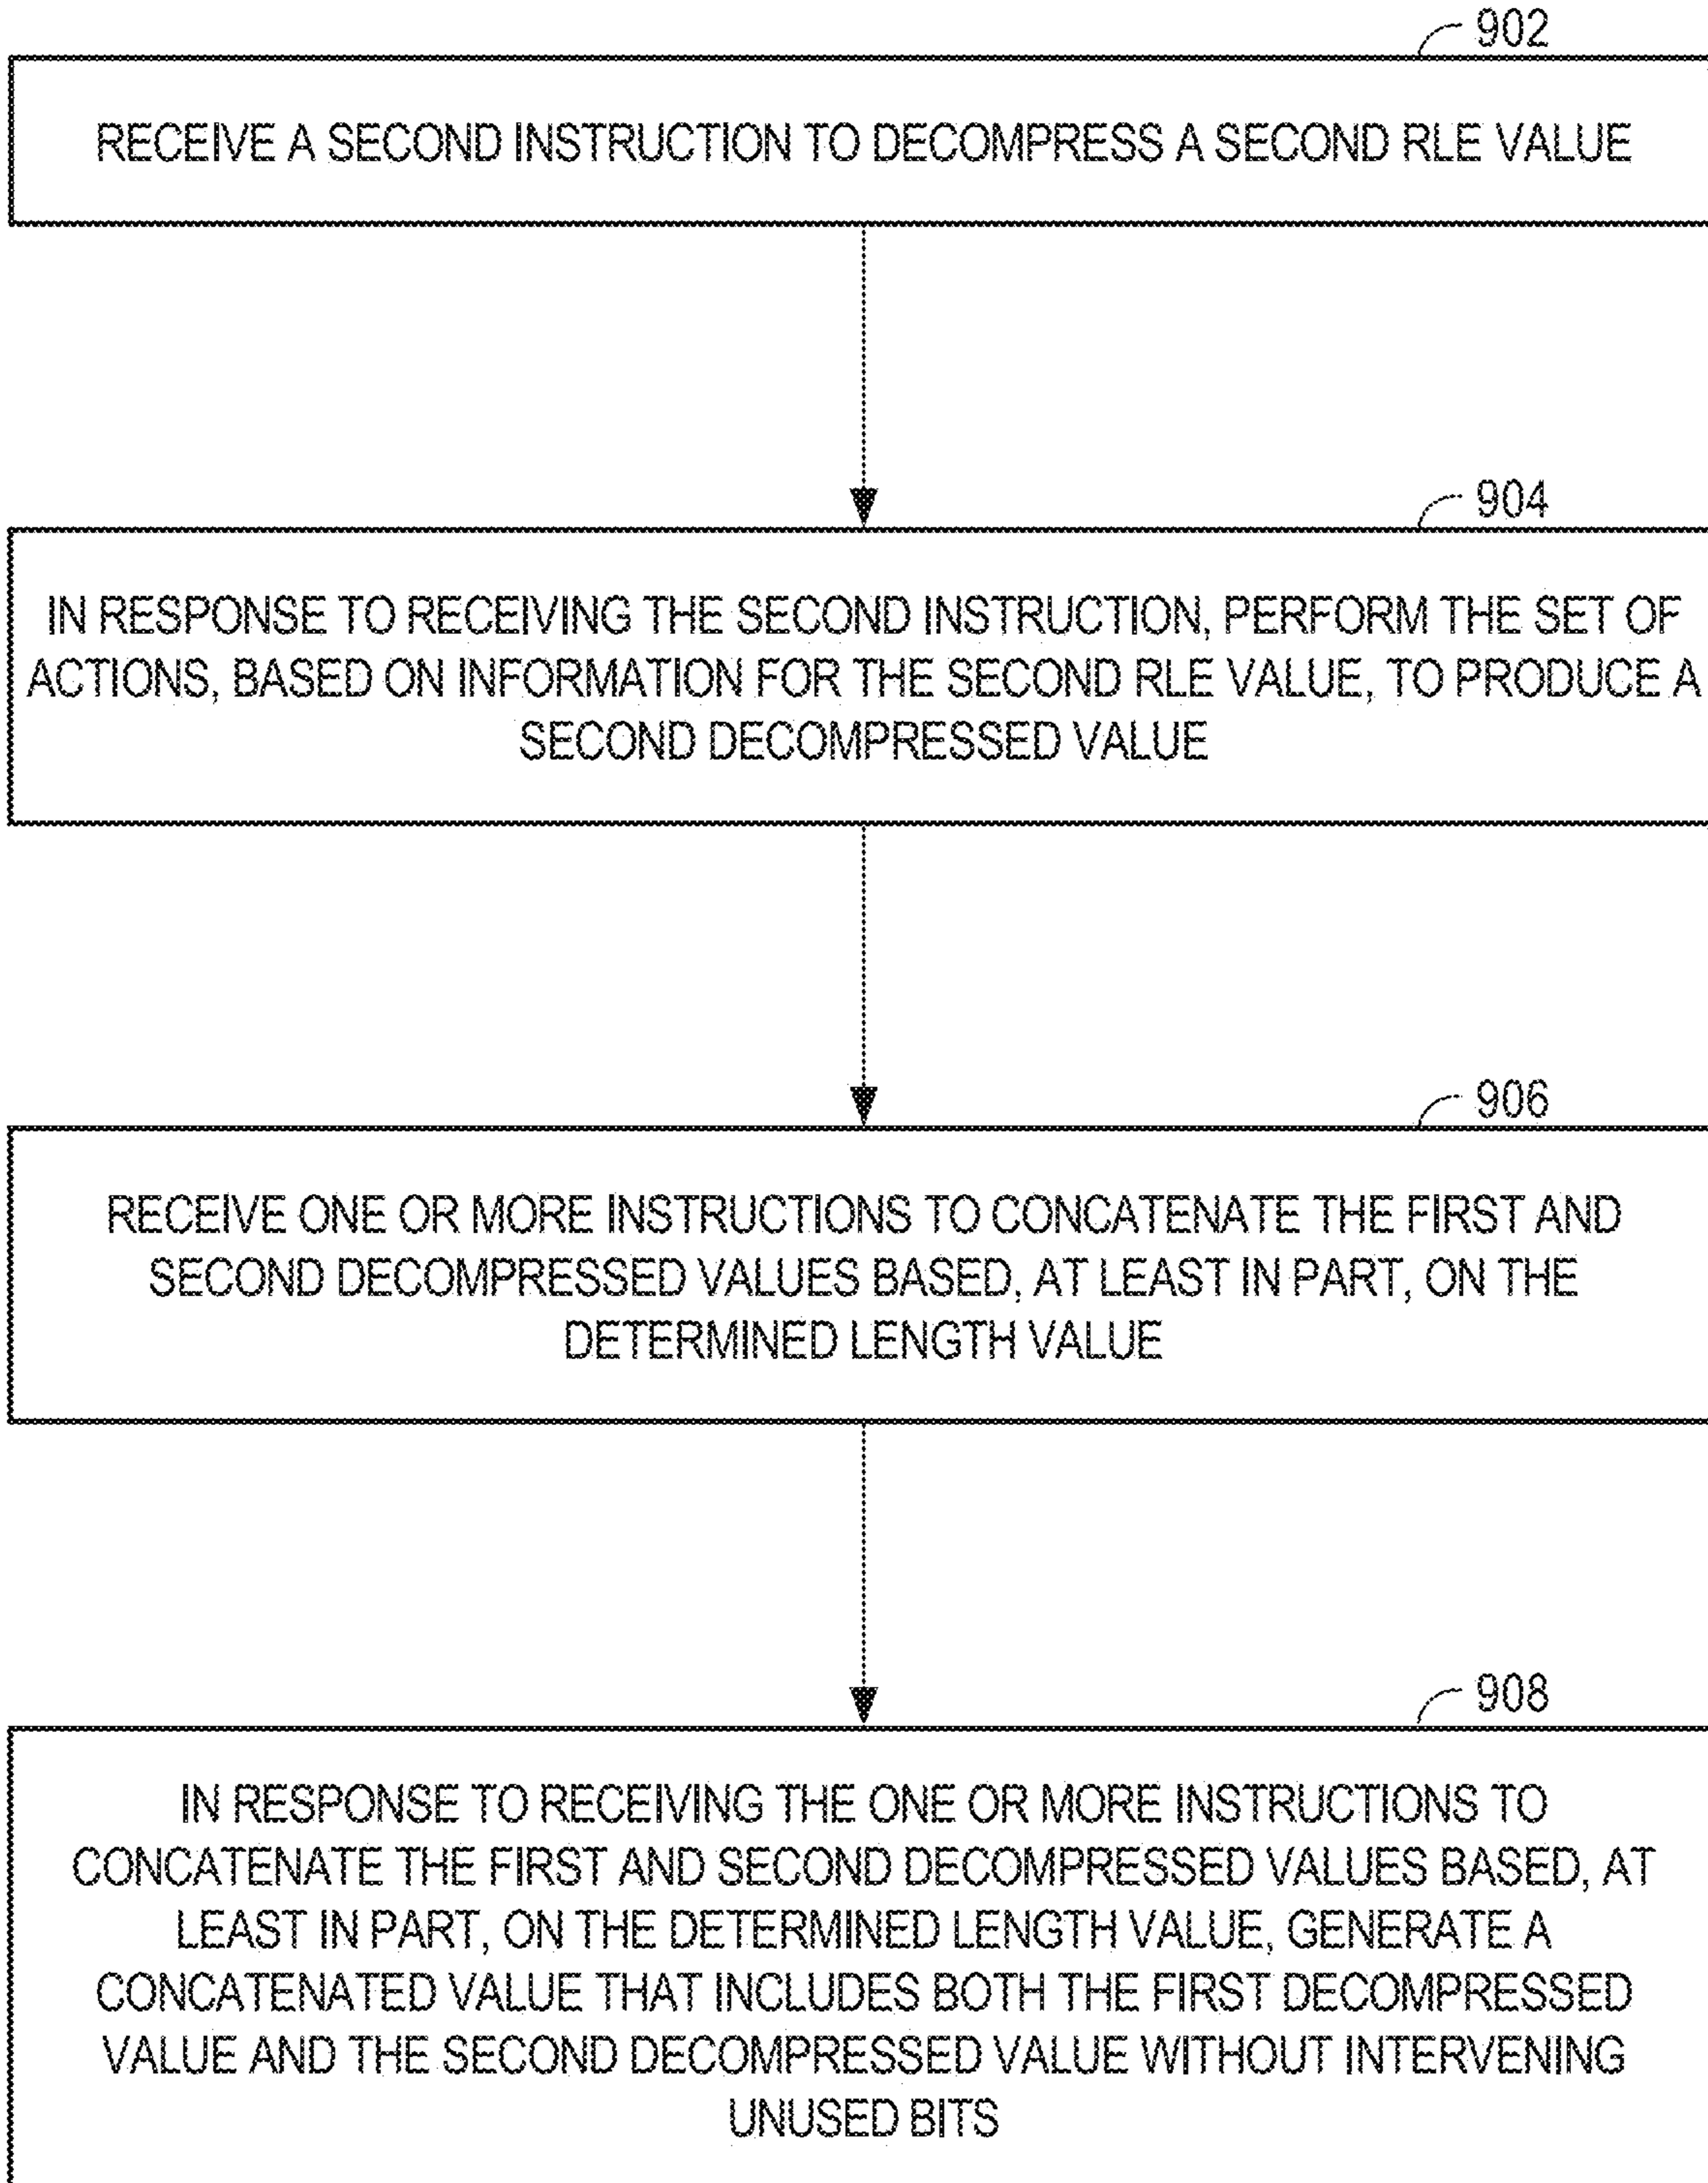 902
RECEIVE A SECOND INSTRUCTION TO DECOMPRESS A SECOND RLE VALUE
904
IN RESPONSE TO RECEIVING THE SECOND INSTRUCTION, PERFORM THE SET OF
ACTIONS, BASED ON INFORMATION FOR THE SECOND RLE VALUE, TO PRODUCE A
SECOND DECOMPRESSED VALUE
906
RECEIVE ONE OR MORE INSTRUCTIONS TO CONCATENATE THE FIRST AND
SECOND DECOMPRESSED VALUES BASED, AT LEAST IN PART, ON THE
DETERMINED LENGTH VALUE
908
IN RESPONSE TO RECEIVING THE ONE OR MORE INSTRUCTIONS TO
CONCATENATE THE FIRST AND SECOND DECOMPRESSED VALUES BASED, AT
LEAST IN PART, ON THE DETERMINED LENGTH VALUE, GENERATE A
CONCATENATED VALUE THAT INCLUDES BOTH THE FIRST DECOMPRESSED
VALUE AND THE SECOND DECOMPRESSED VALUE WITHOUT INTERVENING
UNUSED BITS